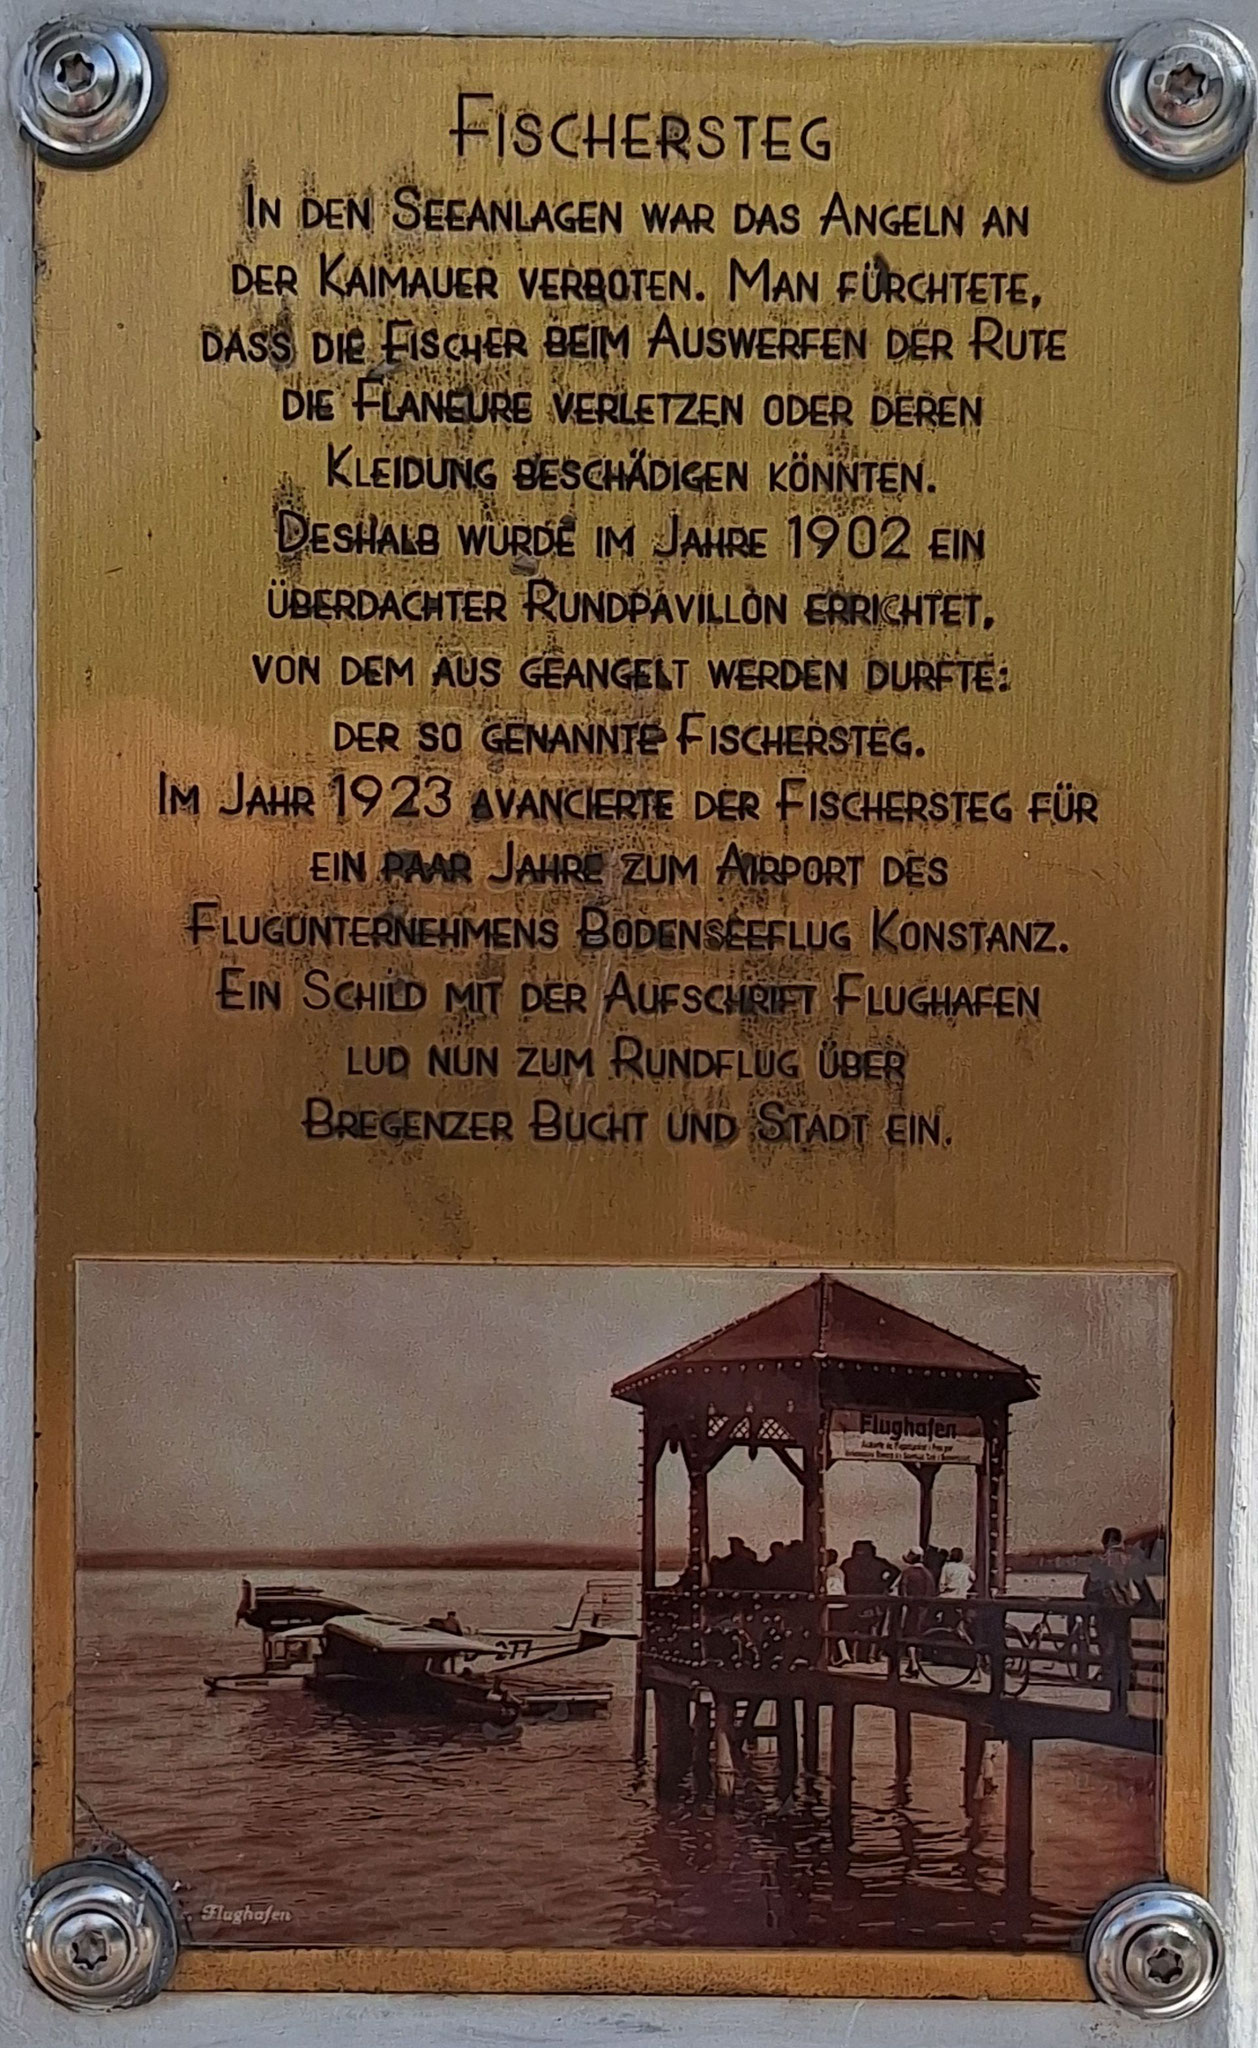 FISCHERSTEG
IN DEN SEEANLAGEN WAR DAS ANGELN AN
DER KAIMAUER VERBOTEN. MAN FÜRCHTETE,
DASS DIE FISCHER BEIM AUSWERFEN DER RUTE
DIE FLANEURE VERLETZEN ODER DEREN
KLEIDUNG BESCHÄDIGEN KÖNNTEN.
DESHALB WURDE IM JAHRE 1902 EIN
ÜBERDACHTER RUNDPAVILLON ERRICHTET,
VON DEM AUS GEANGELT WERDEN DURFTE:
DER SO GENANNTE FISCHERSTEG.
IM JAHR 1923 AVANCIERTE DER FISCHERSTEG FÜR
EIN PAAR JAHRE ZUM AIRPORT DES
FLUGUNTERNEHMENS BODENSEEFLUG KONSTANZ.
EIN SCHILD MIT DER AUFSCHRIFT FLUGHAFEN
LUD NUN ZUM RUNDFLUG ÜBER
BREGENZER BUCHT UND STADT EIN.
Flughafen
277
Flughafen